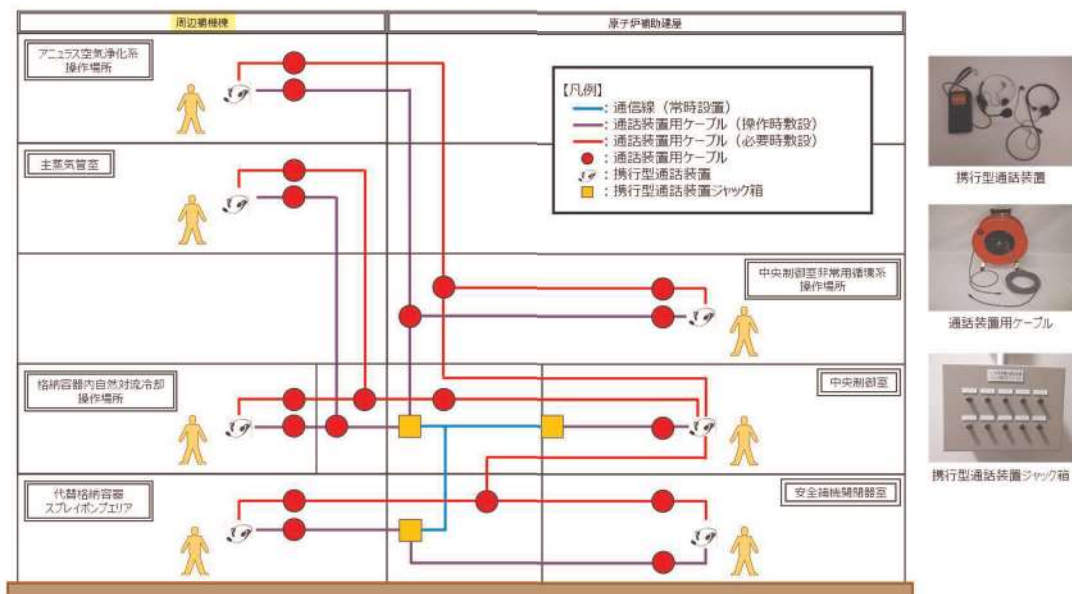 周辺補機棟
原子炉補助建屋
アニュラス空気浄化系
操作場所
【凡例】
：通信線（常時設置）
：通話装置用ケーブル（操作時敷設）
：通話装置用ケーブル（必要時敷設）
：通話装置用ケーブル
：携行型通話装置
：携行型通話装置ジャック箱
主蒸気管室
中央制御室非常用循環系
操作場所
格納容器内自然対流冷却
操作場所
中央制御室
代替格納容器
スプレイポンプエリア
安全補機開閉器室
携行型通話装置
通話装置用ケーブル
携行型通話装置ジャック箱